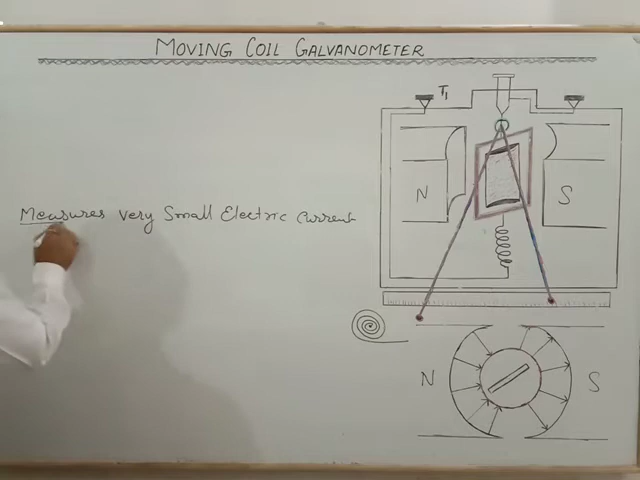 MOVING COIL GALVANOMETER
T1
N S
Measures very Small Electric Current
N S